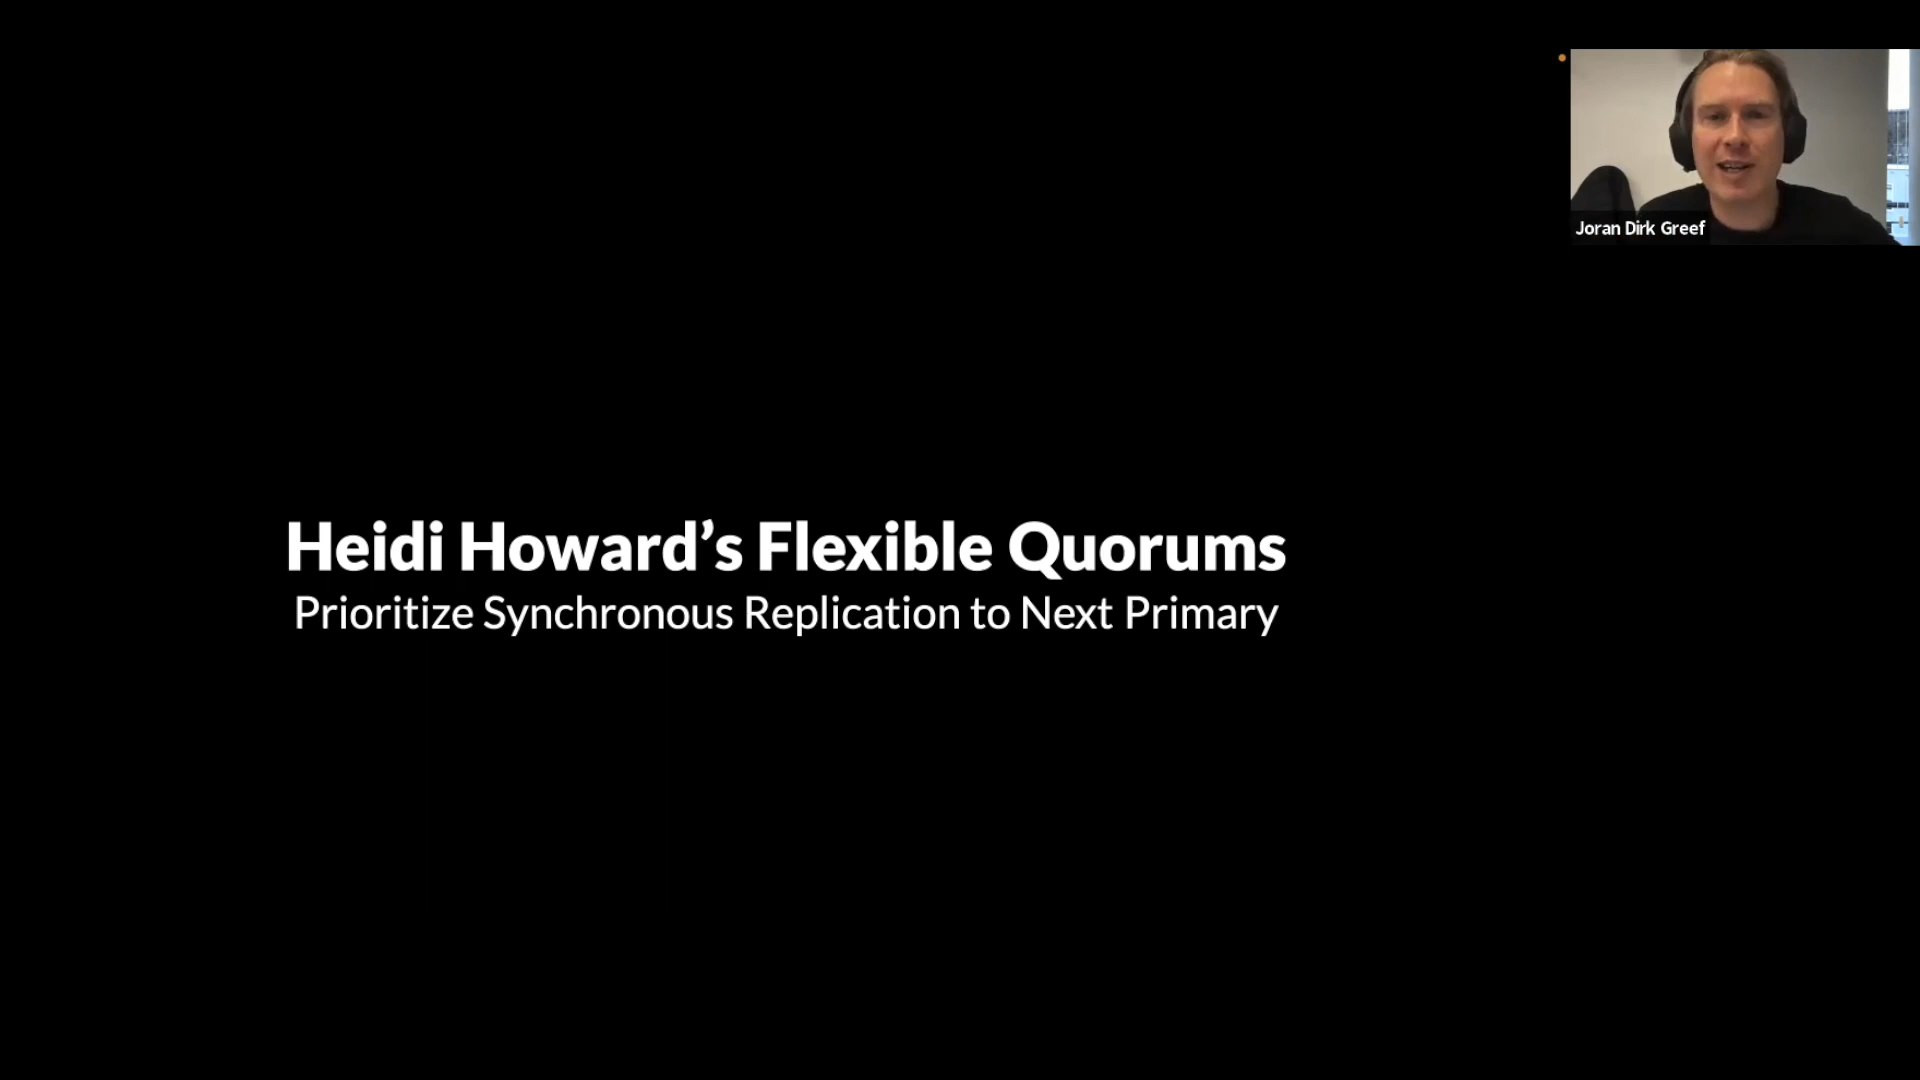 Joran Dirk Greef
Heidi Howard’s Flexible Quorums
Prioritize Synchronous Replication to Next Primary